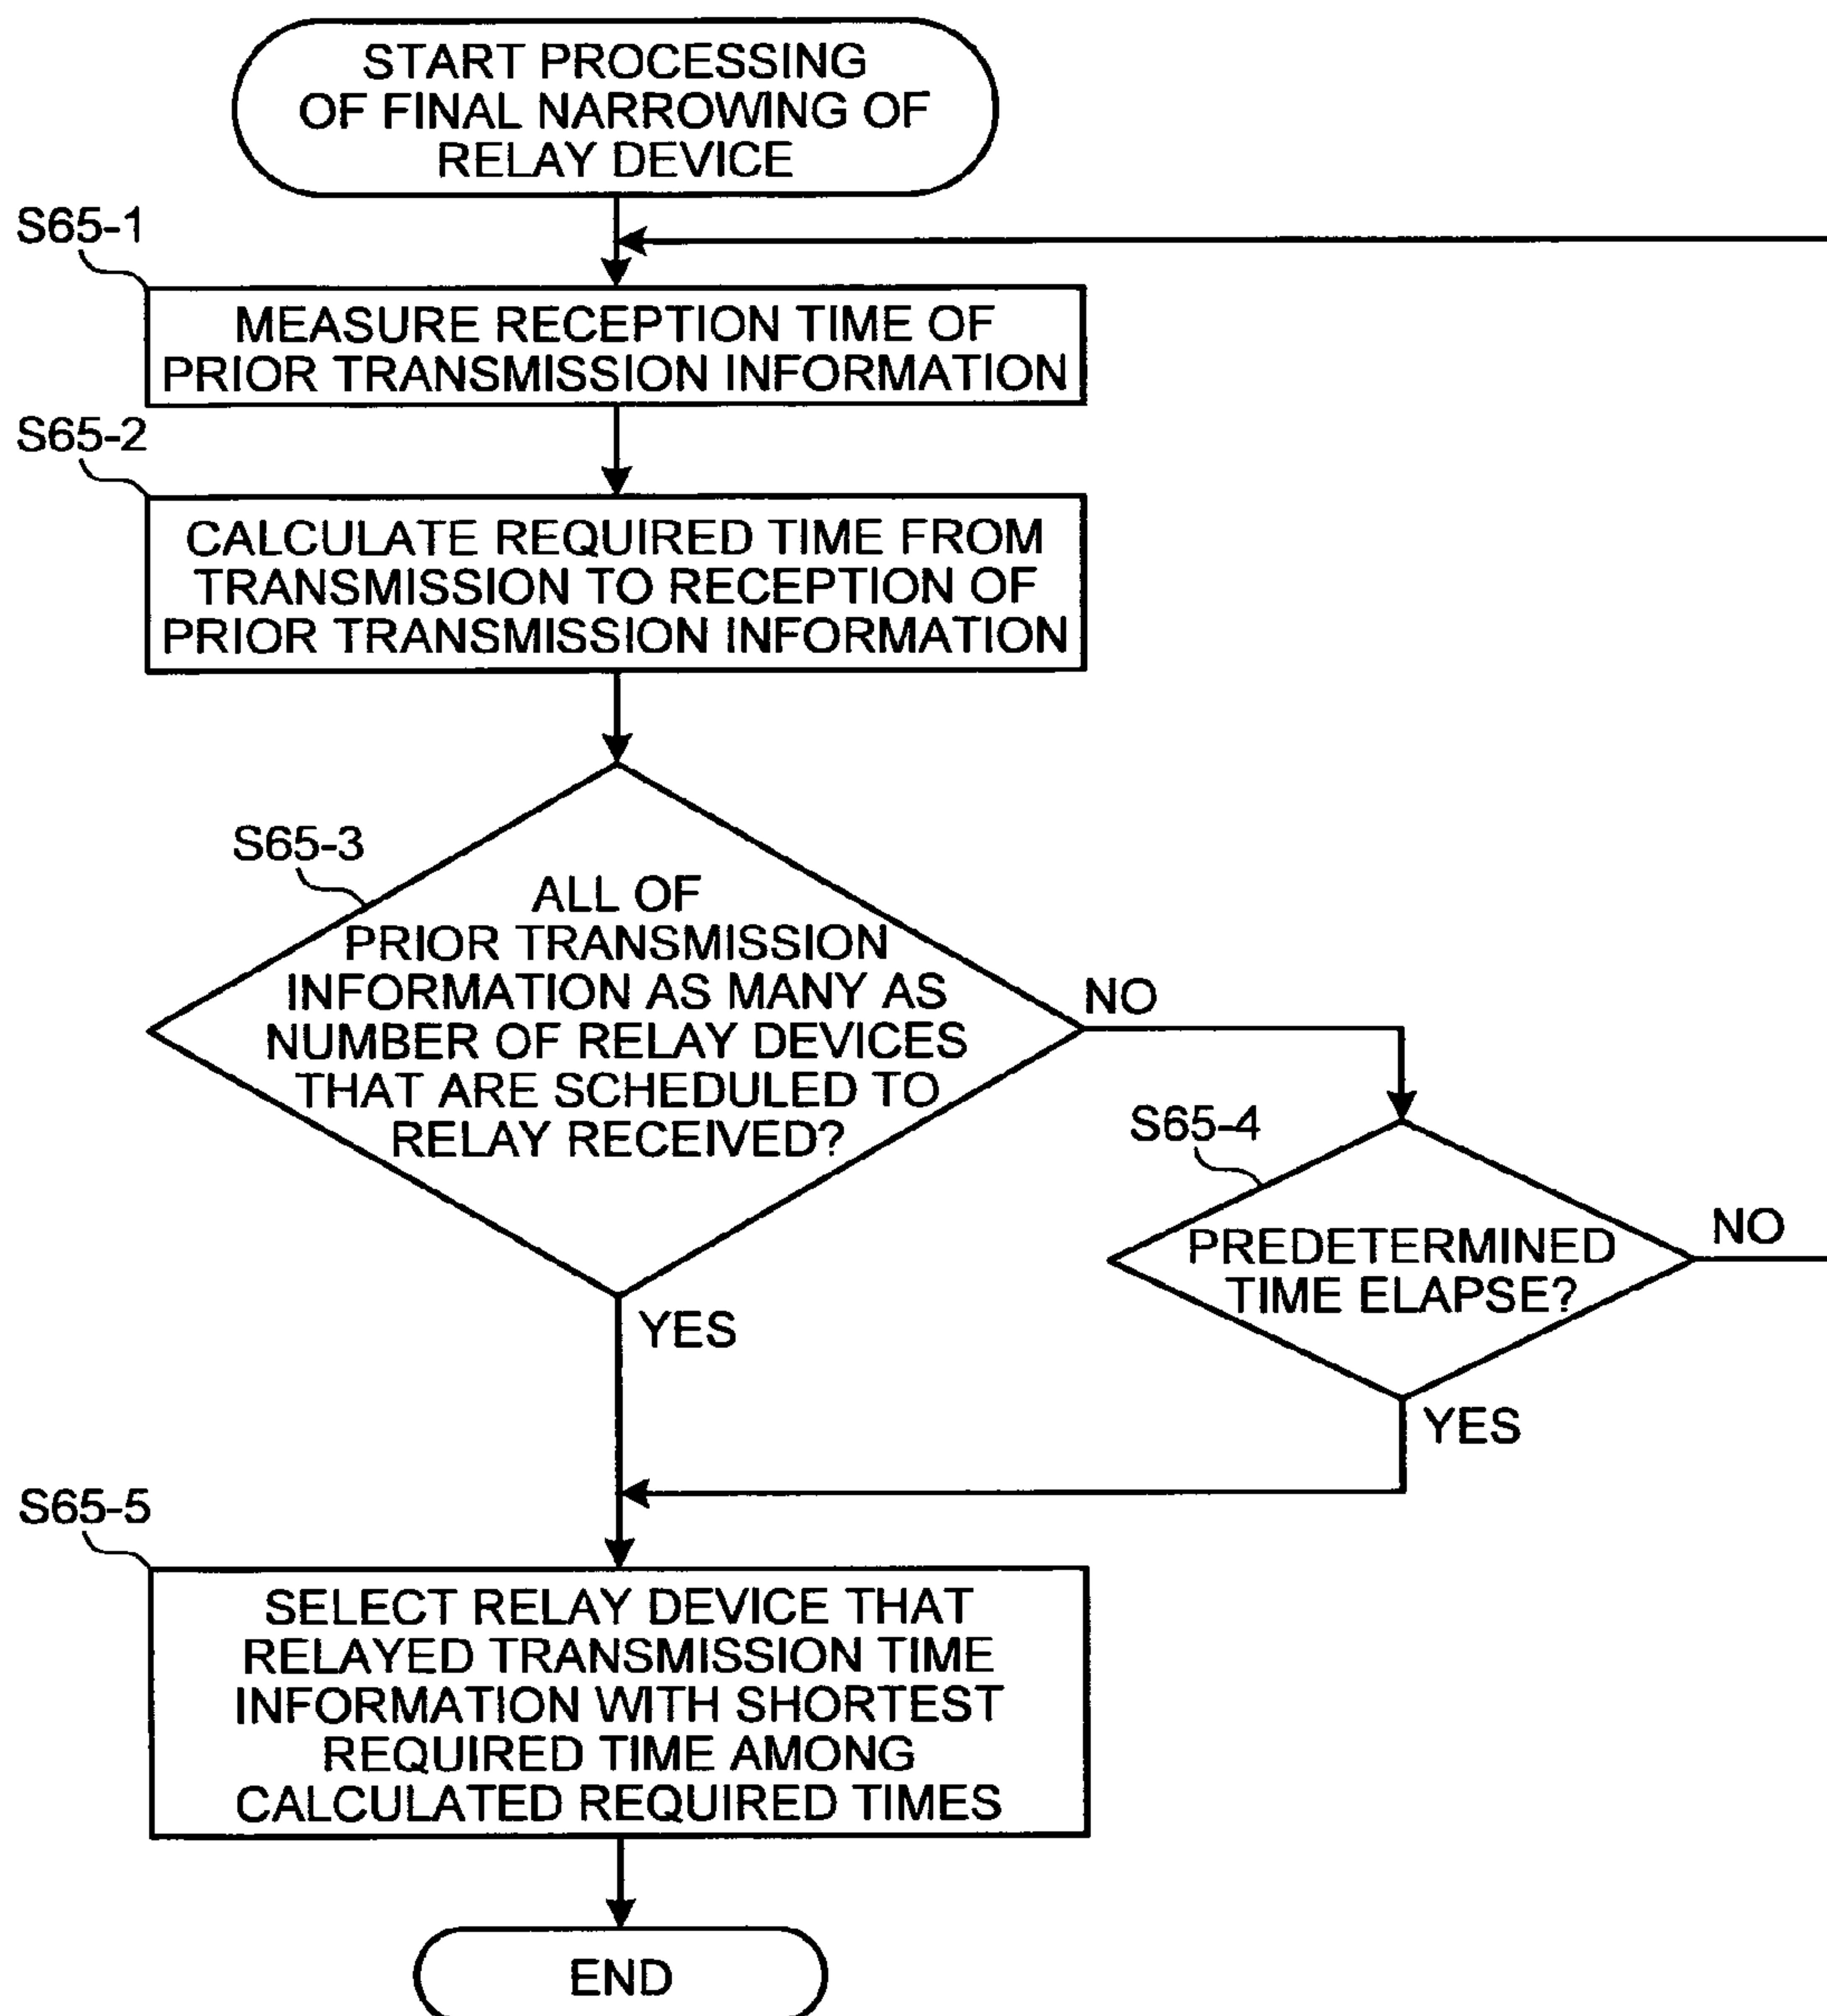 START PROCESSING
OF FINAL NARROWING OF
RELAY DEVICE
S65-1
MEASURE RECEPTION TIME OF
PRIOR TRANSMISSION INFORMATION
S65-2
CALCULATE REQUIRED TIME FROM
TRANSMISSION TO RECEPTION OF
PRIOR TRANSMISSION INFORMATION
S65-3
ALL OF
PRIOR TRANSMISSION
INFORMATION AS MANY AS
NUMBER OF RELAY DEVICES
THAT ARE SCHEDULED TO
RELAY RECEIVED?
NO
S65-4
PREDETERMINED
TIME ELAPSE?
NO
YES
YES
S65-5
SELECT RELAY DEVICE THAT
RELAYED TRANSMISSION TIME
INFORMATION WITH SHORTEST
REQUIRED TIME AMONG
CALCULATED REQUIRED TIMES
END